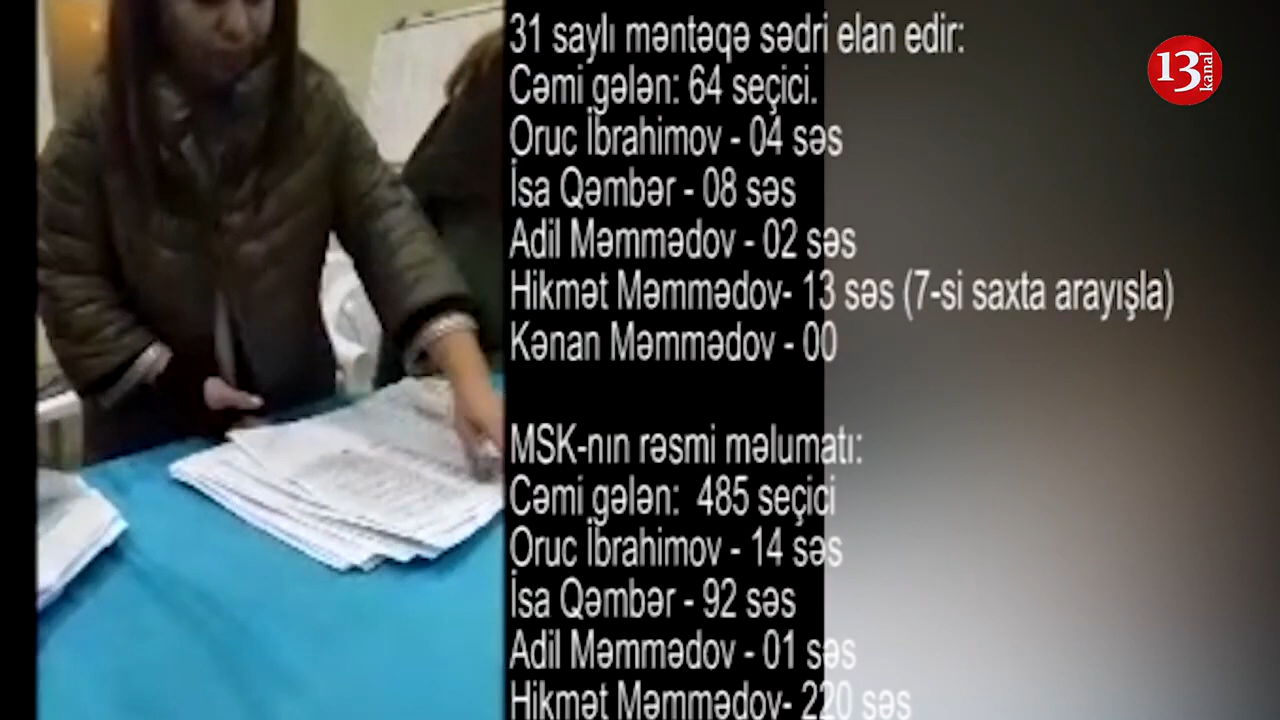 31 saylı məntəqə sədri elan edir:
Cəmi gələn: 64 seçici.
Oruc İbrahimov - 04 səs
İsa Qəmbər - 08 səs
Adil Məmmədov - 02 səs
Hikmət Məmmədov- 13 səs (7-si saxta arayışla)
Kənan Məmmədov - 00
MSK-nın rəsmi məlumatı:
Cəmi gələn: 485 seçici
Oruc İbrahimov - 14 səs
İsa Qəmbər - 92 səs
Adil Məmmədov - 01 səs
Hikmət Məmmədov- 220 səs
13 kanal